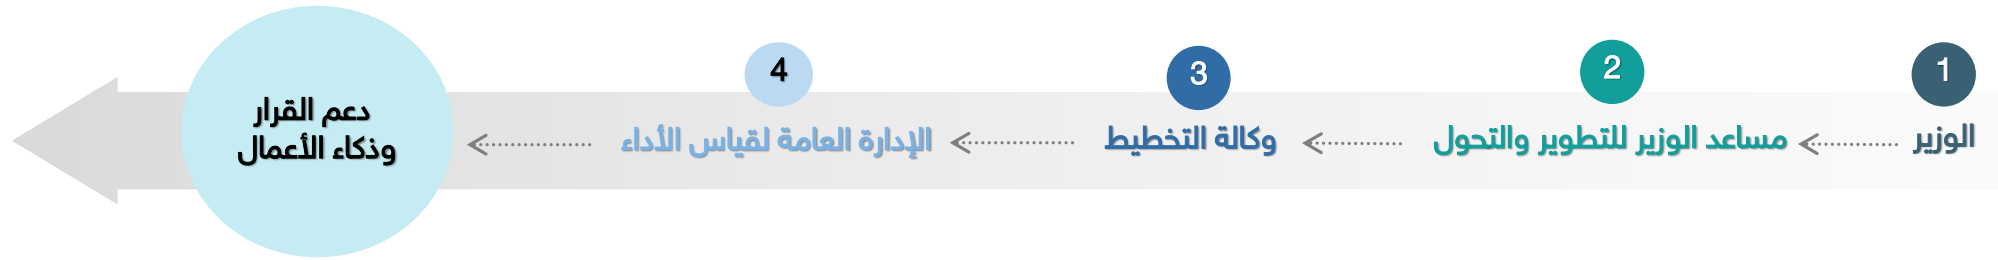 1
الوزير
2
مساعد الوزير للتطوير والتحول
3
وكالة التخطيط
4
الإدارة العامة لقياس الأداء
دعم القرار
وذكاء الأعمال